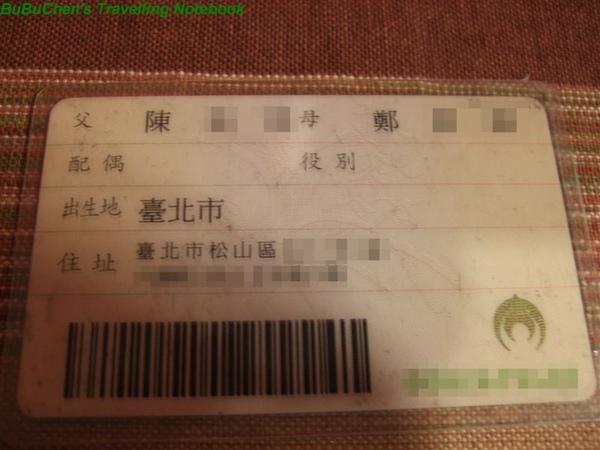 BuBuChen's Travelling Notebook
父 陳 母 鄭
配偶 役別
出生地 臺北市
住址 臺北市松山區